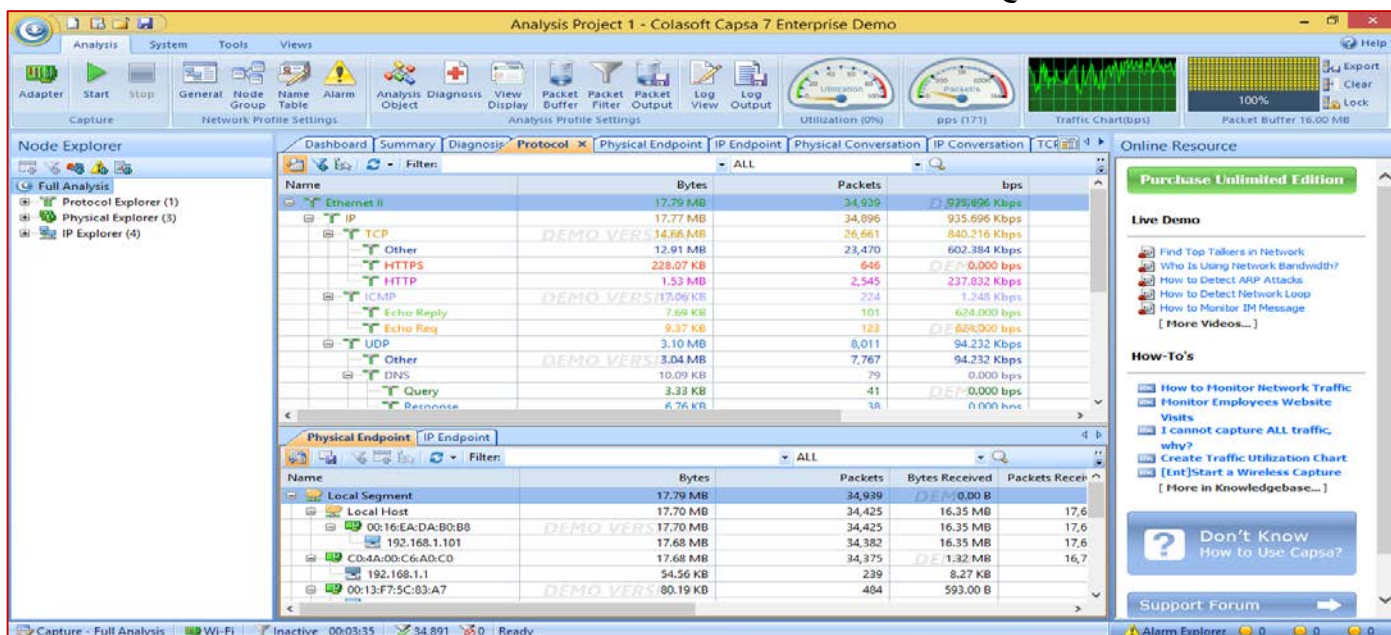 Analysis Project 1 - Colasoft Capsa 7 Enterprise Demo
Analysis System Tools Views Help
Adapter Start Stop General Node Group Name Table Alarm Analysis Object Diagnosis View Display Packet Buffer Packet Filter Packet Output Log View Log Output Export Clear Lock
Utilization Packet/s 100%
Capture Network Profile Settings Analysis Profile Settings Utilization (0%) pps (171) Traffic Chart(bps) Packet Buffer 16.00 MB
Node Explorer
Full Analysis
Protocol Explorer (1)
Physical Explorer (3)
IP Explorer (4)
Dashboard Summary Diagnosis Protocol Physical Endpoint IP Endpoint Physical Conversation IP Conversation TCP
Filter: ALL
Name Bytes Packets bps
Ethernet II 17.79 MB 34,939 935.696 Kbps
IP 17.77 MB 34,896 935.696 Kbps
TCP 14.66 MB 26,661 840.216 Kbps
Other 12.91 MB 23,470 602.384 Kbps
HTTPS 228.07 KB 646 0.000 bps
HTTP 1.53 MB 2,545 237.832 Kbps
ICMP 17.06 KB 224 1.248 Kbps
Echo Reply 7.69 KB 101 624.000 bps
Echo Req 9.37 KB 123 624.000 bps
UDP 3.10 MB 8,011 94.232 Kbps
Other 3.04 MB 7,767 94.232 Kbps
DNS 10.09 KB 79 0.000 bps
Query 3.33 KB 41 0.000 bps
Response 6.76 KB 38 0.000 bps
Physical Endpoint IP Endpoint
Filter: ALL
Name Bytes Packets Bytes Received Packets Receiv
Local Segment 17.79 MB 34,939 0.00 B
Local Host 17.70 MB 34,425 16.35 MB 17,6
00:16:EA:DA:B0:B8 17.70 MB 34,425 16.35 MB 17,6
192.168.1.101 17.68 MB 34,382 16.35 MB 17,6
C0:4A:00:C6:A0:C0 17.68 MB 34,375 1.32 MB 16,7
192.168.1.1 54.56 KB 239 8.27 KB
00:13:F7:5C:83:A7 80.19 KB 484 593.00 B
Online Resource
Purchase Unlimited Edition
Live Demo
Find Top Talkers in Network
Who Is Using Network Bandwidth?
How to Detect ARP Attacks
How to Detect Network Loop
How to Monitor IM Message
[ More Videos... ]
How-To's
How to Monitor Network Traffic
Monitor Employees Website
Visits
I cannot capture ALL traffic,
why?
Create Traffic Utilization Chart
[Ent]Start a Wireless Capture
[ More in Knowledgebase... ]
Don't Know
How to Use Capsa?
Support Forum
Capture - Full Analysis Wi-Fi Inactive 00:03:35 34,891 0 Ready Alarm Explorer 0 0 0